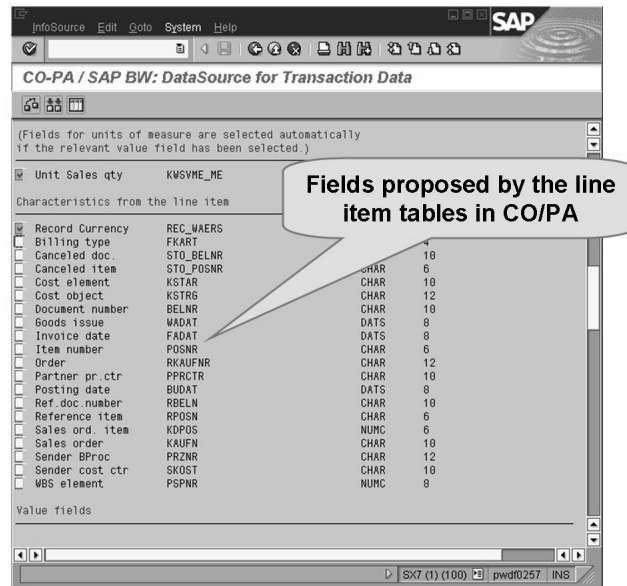 InfoSource Edit Goto System Help
SAP
CO-PA / SAP BW: DataSource for Transaction Data
(Fields for units of measure are selected automatically
if the relevant value field has been selected.)
Unit Sales qty KWSVME_ME
Fields proposed by the line
item tables in CO/PA
Characteristics from the line item
Record Currency REC_WAERS
Billing type FKART 4
Canceled doc. STO_BELNR 10
Canceled item STO_POSNR CHAR 6
Cost element KSTAR CHAR 10
Cost object KSTRG CHAR 12
Document number BELNR CHAR 10
Goods issue WADAT DATS 8
Invoice date FADAT DATS 8
Item number POSNR CHAR 6
Order RKAUFNR CHAR 12
Partner pr.ctr PPRCTR CHAR 10
Posting date BUDAT DATS 8
Ref.doc.number RBELN CHAR 10
Reference item RPOSN CHAR 6
Sales ord. item KDPOS NUMC 6
Sales order KAUFN CHAR 10
Sender BProc PRZNR CHAR 12
Sender cost ctr SKOST CHAR 10
WBS element PSPNR NUMC 8
Value fields
SX7 (1) (100) pwdf0257 INS